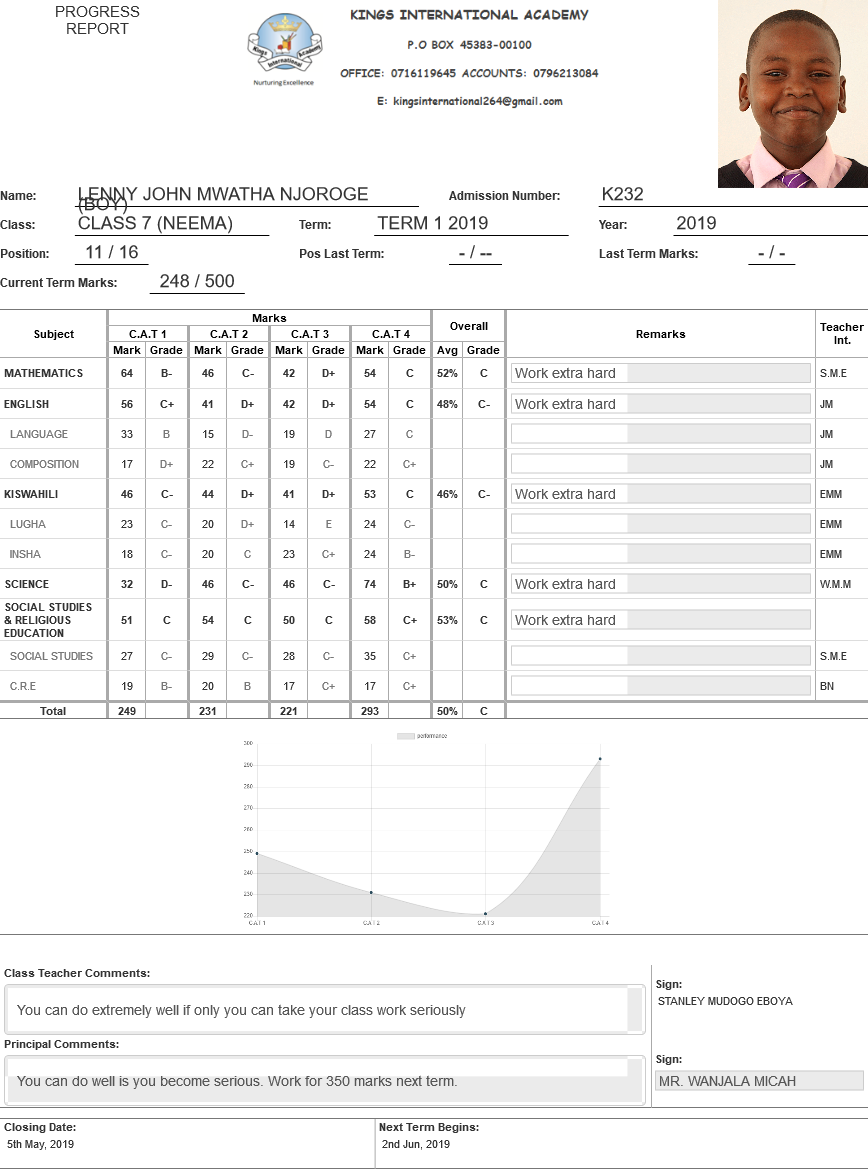 PROGRESS
REPORT
Kings International Academy
Nurturing Excellence
KINGS INTERNATIONAL ACADEMY
P.O BOX 45383-00100
OFFICE: 0716119645 ACCOUNTS: 0796213084
E: kingsinternational264@gmail.com
Name: LENNY JOHN MWATHA NJOROGE (BOY) Admission Number: K232
Class: CLASS 7 (NEEMA) Term: TERM 1 2019 Year: 2019
Position: 11 / 16 Pos Last Term: - / -- Last Term Marks: - / -
Current Term Marks: 248 / 500
Subject Marks Overall Remarks Teacher Int.
C.A.T 1 C.A.T 2 C.A.T 3 C.A.T 4
Mark Grade Mark Grade Mark Grade Mark Grade Avg Grade
MATHEMATICS 64 B- 46 C- 42 D+ 54 C 52% C Work extra hard S.M.E
ENGLISH 56 C+ 41 D+ 42 D+ 54 C 48% C- Work extra hard JM
LANGUAGE 33 B 15 D- 19 D 27 C JM
COMPOSITION 17 D+ 22 C+ 19 C- 22 C+ JM
KISWAHILI 46 C- 44 D+ 41 D+ 53 C 46% C- Work extra hard EMM
LUGHA 23 C- 20 D+ 14 E 24 C- EMM
INSHA 18 C- 20 C 23 C+ 24 B- EMM
SCIENCE 32 D- 46 C- 46 C- 74 B+ 50% C Work extra hard W.M.M
SOCIAL STUDIES
& RELIGIOUS
EDUCATION 51 C 54 C 50 C 58 C+ 53% C Work extra hard
SOCIAL STUDIES 27 C- 29 C- 28 C- 35 C+ S.M.E
C.R.E 19 B- 20 B 17 C+ 17 C+ BN
Total 249 231 221 293 50% C
performance
300
290
280
270
260
250
240
230
220
C.A.T 1 C.A.T 2 C.A.T 3 C.A.T 4
Class Teacher Comments:
You can do extremely well if only you can take your class work seriously
Sign:
STANLEY MUDOGO EBOYA
Principal Comments:
You can do well is you become serious. Work for 350 marks next term.
Sign:
MR. WANJALA MICAH
Closing Date: Next Term Begins:
5th May, 2019 2nd Jun, 2019